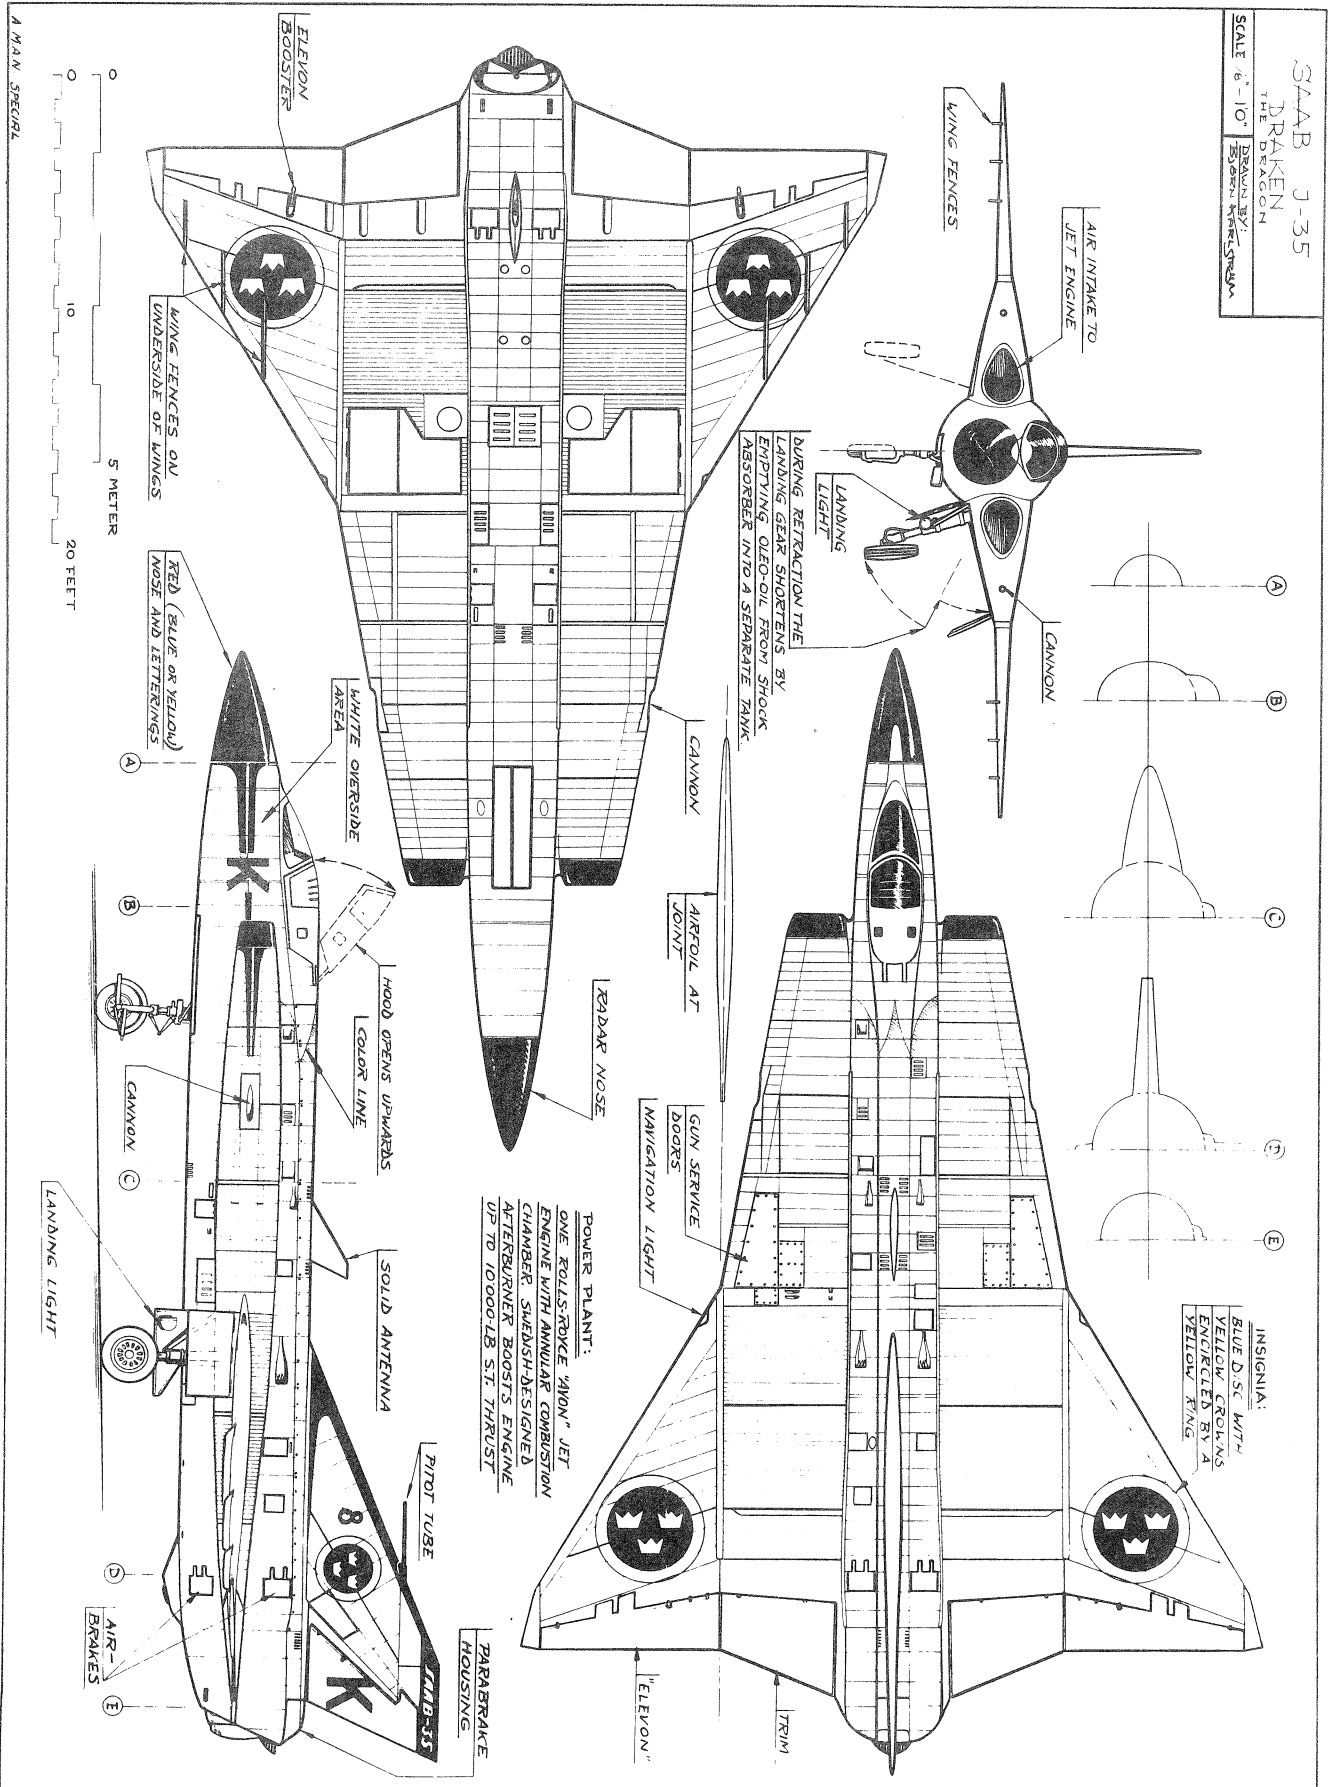 SAAB J-35
DRAKEN
THE DRAGON
SCALE
DRAWN BY:
BJÖRN KARLSTRÖM
WING FENCES
AIR INTAKE TO
JET ENGINE
LANDING
LIGHT
DURING RETRACTION THE
LANDING GEAR SHORTENS BY
EMPTYING OLEO-OIL FROM SHOCK
ABSORBER INTO A SEPARATE TANK
CANNON
A
B
C
D
E
INSIGNIA:
BLUE DISC WITH
YELLOW CROWNS
ENCIRCLED BY A
YELLOW RING
ELEVON
BOOSTER
WING FENCES ON
UNDERSIDE OF WINGS
CANNON
AIRFOIL AT
JOINT
RADAR NOSE
GUN SERVICE
DOORS
NAVIGATION LIGHT
"ELEVON"
TRIM
POWER PLANT:
ONE ROLLS-ROYCE "AVON" JET
ENGINE WITH ANNULAR COMBUSTION
CHAMBER. SWEDISH-DESIGNED
AFTERBURNER BOOSTS ENGINE
UP TO 10.000-LB S.T. THRUST
RED (BLUE OR YELLOW)
NOSE AND LETTERINGS
WHITE OVERSIDE
AREA
HOOD OPENS UPWARDS
COLOR LINE
SOLID ANTENNA
PITOT TUBE
PARABRAKE
HOUSING
K
8
K
SAAB-35
A
B
CANNON
C
LANDING LIGHT
D
AIR-
BRAKES
E
0
5 METER
0
10
20 FEET
A MAN SPECIAL